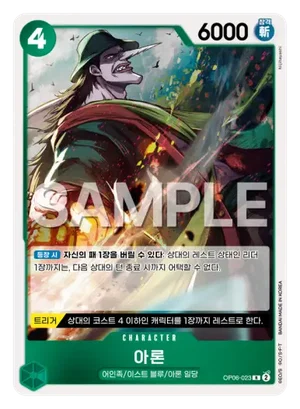 4
6000
참격
斬
SAMPLE
등장 시 자신의 패 1장을 버릴 수 있다: 상대의 레스트 상태인 리더
1장까지는, 다음 상대의 턴 종료 시까지 어택할 수 없다.
트리거 상대의 코스트 4 이하인 캐릭터를 1장까지 레스트로 한다.
CHARACTER
아론
어인족/이스트 블루/아론 일당
OP06-023 R
2
BANDAI MADE IN KOREA